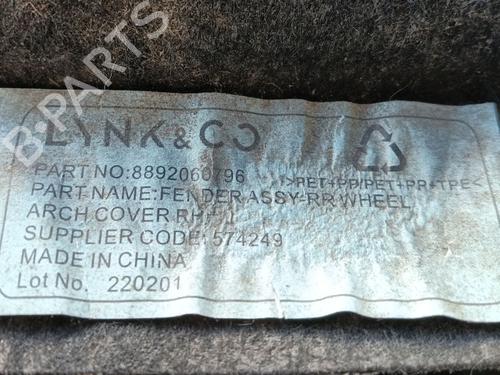 LYNK & CO
PART NO:8892060796
>PET+PP/PET+PP+TPE<
PART NAME:FENDER ASSY-RR WHEEL
ARCH COVER RH
SUPPLIER CODE: 574249
MADE IN CHINA
Lot No. 220201
B-PARTS